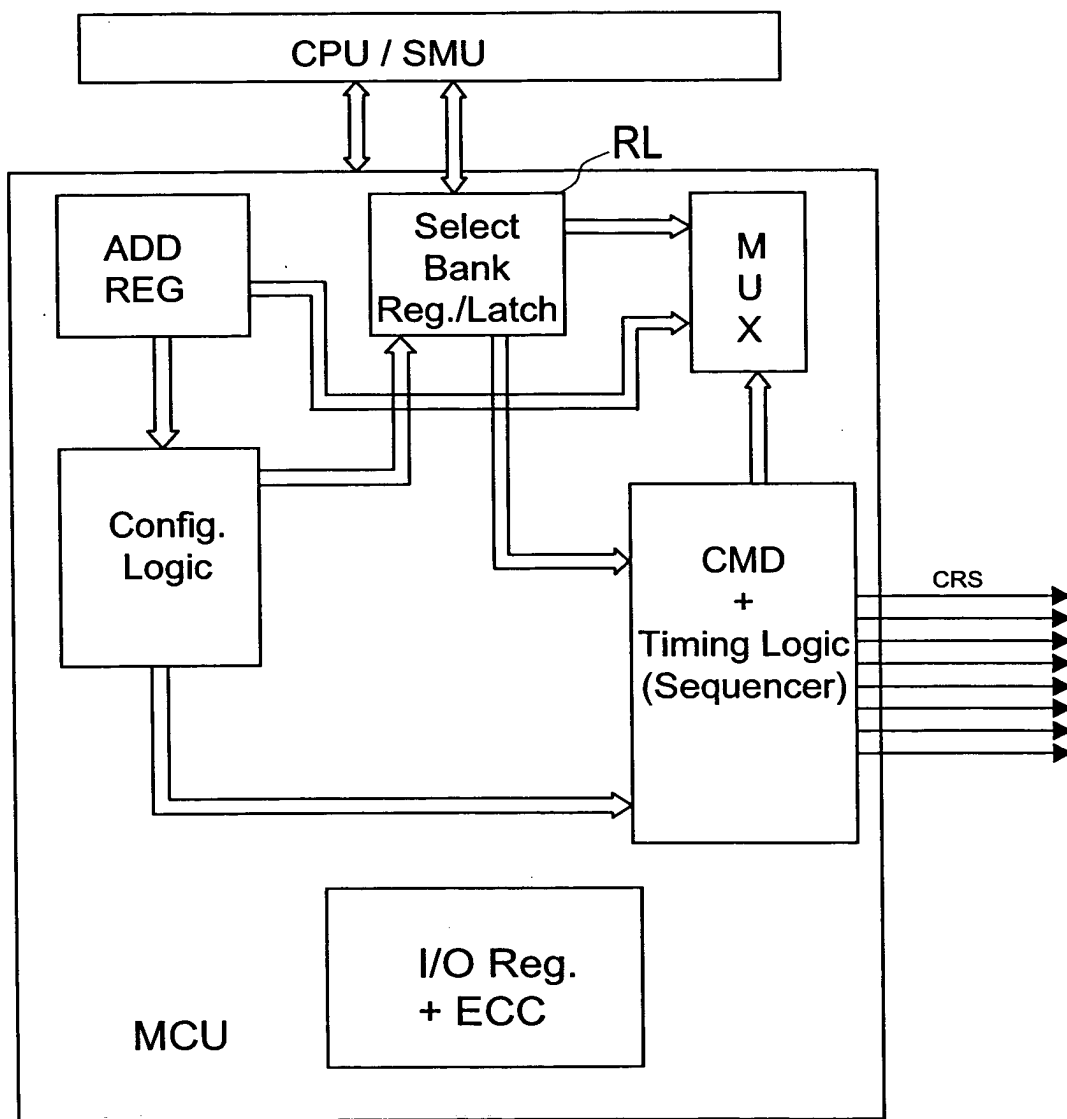 CPU / SMU
RL
ADD
REG
Select
Bank
Reg./Latch
M
U
X
Config.
Logic
CMD
+
Timing Logic
(Sequencer)
CRS
I/O Reg.
+ ECC
MCU